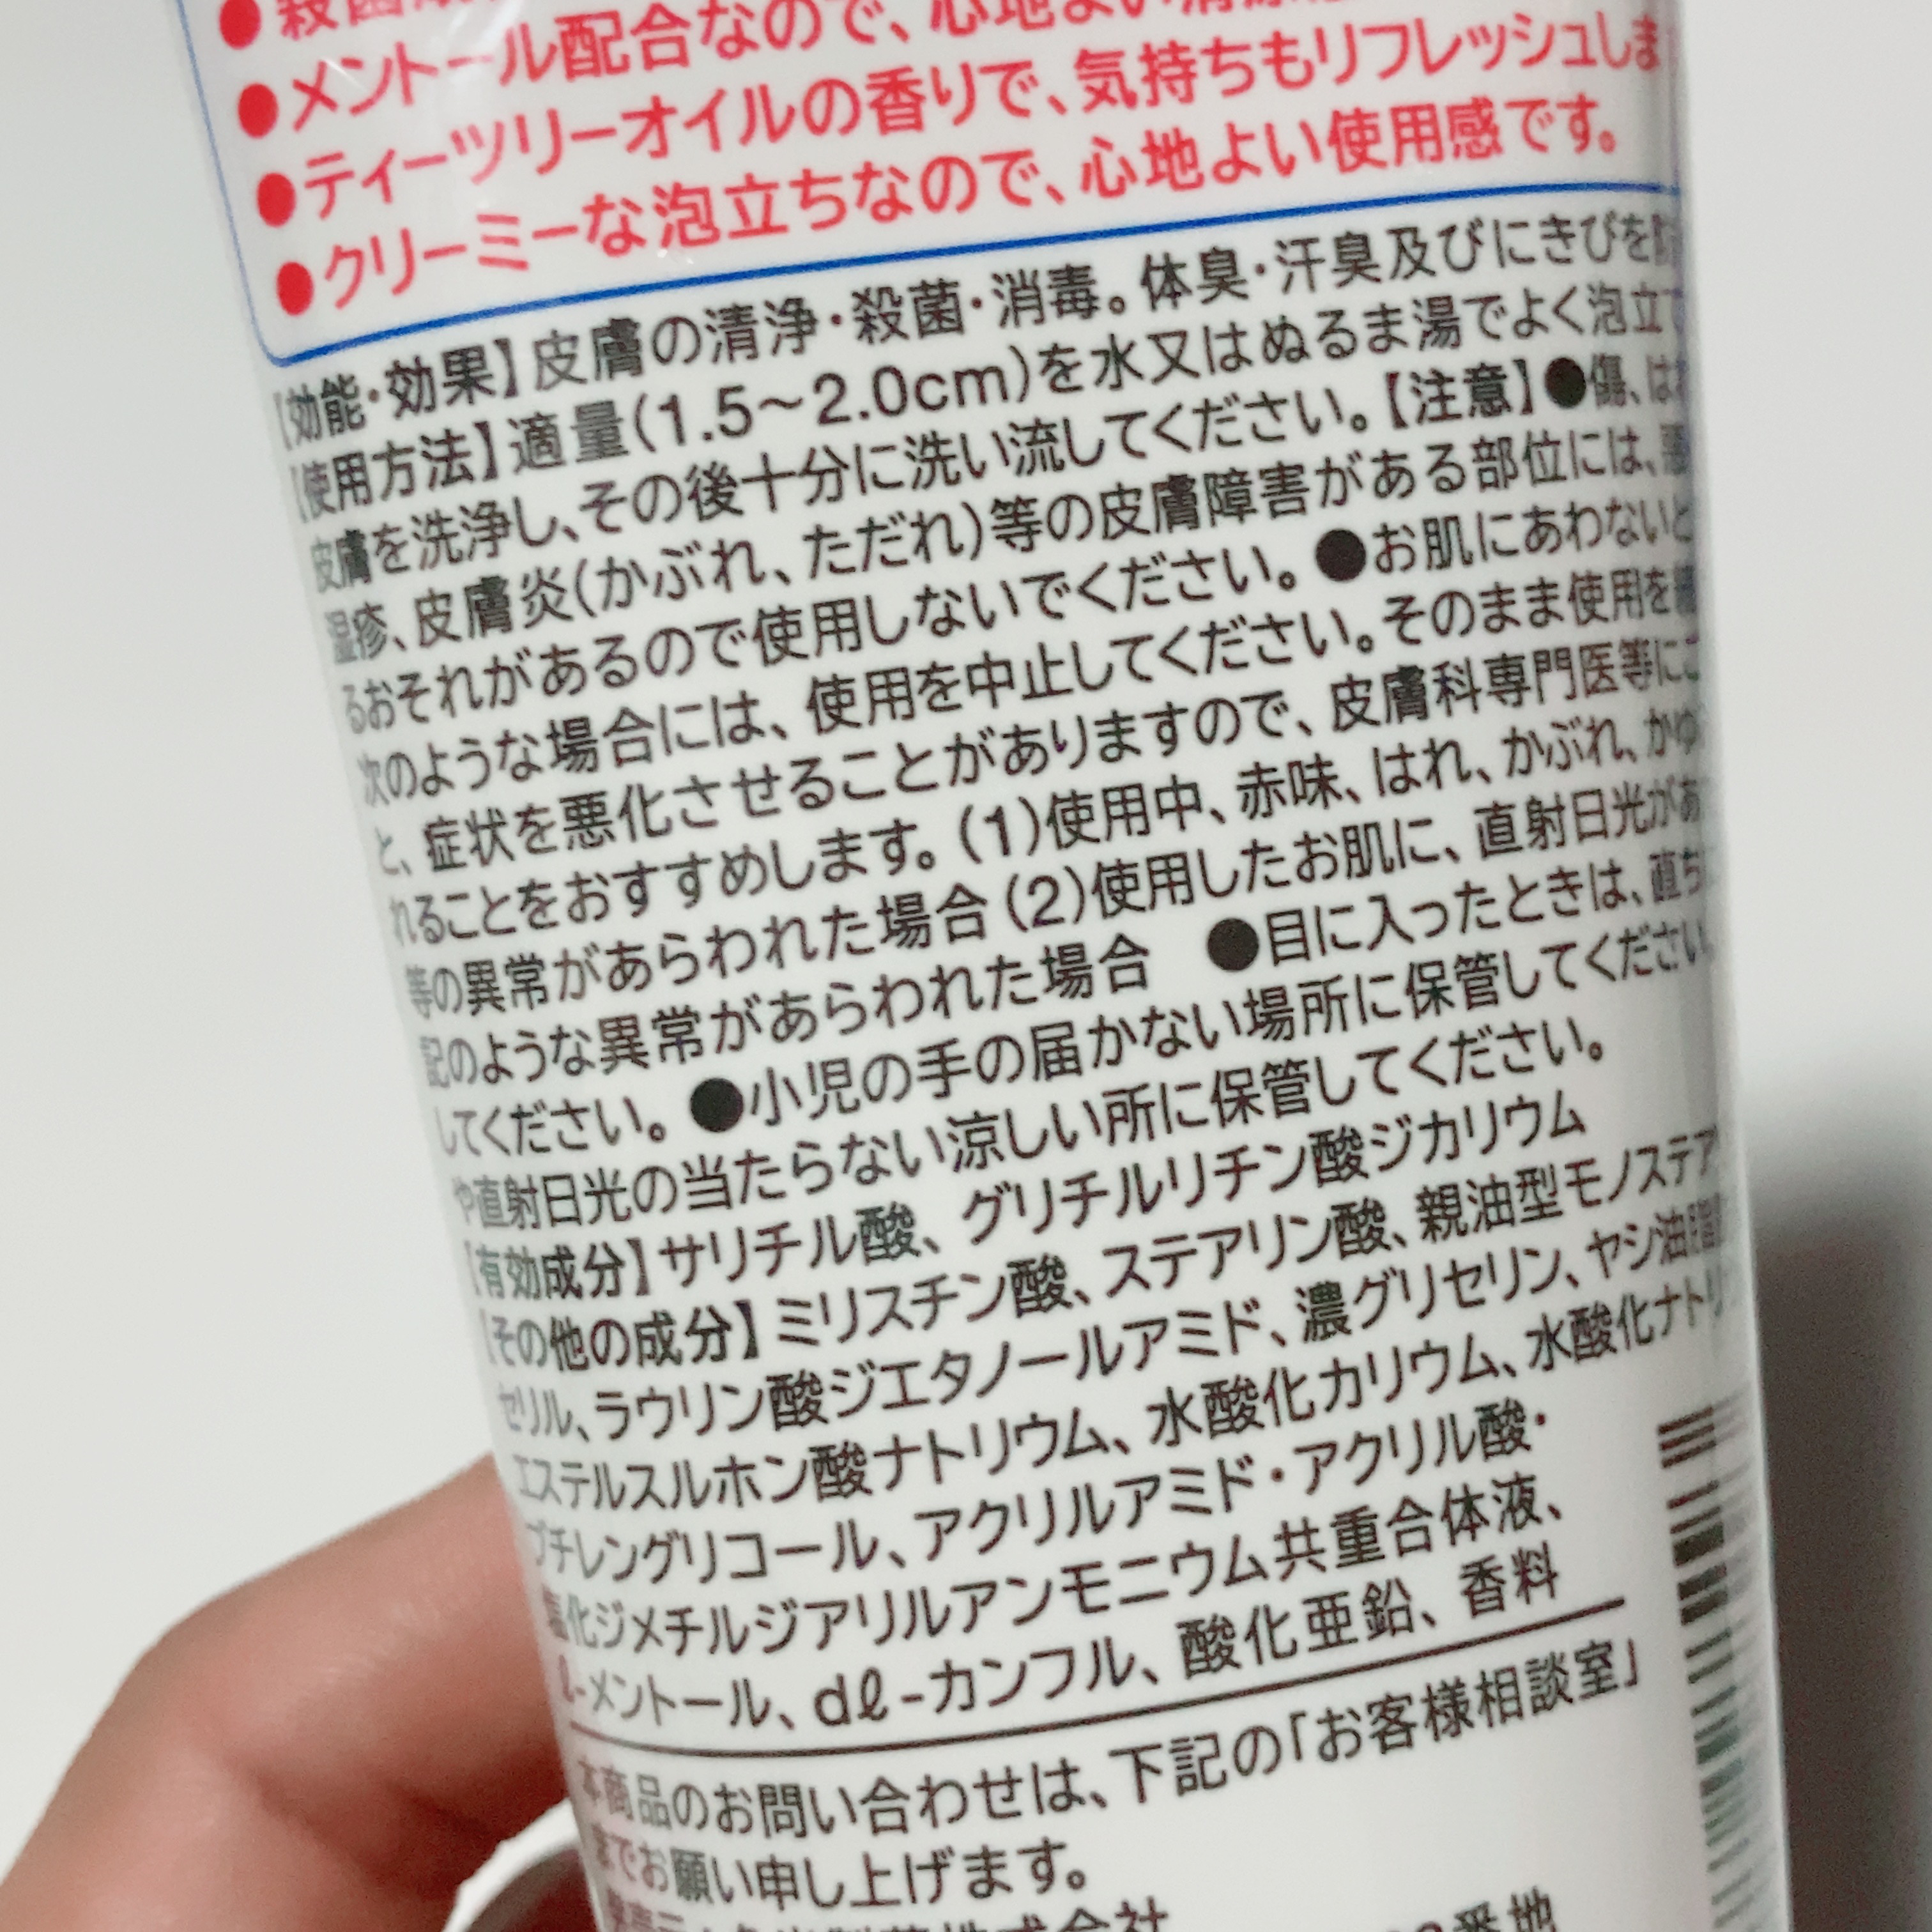 ●メントール配合なので、心地よい清涼
●ティーツリーオイルの香りで、気持ちもリフレッシュしま
●クリーミーな泡立ちなので、心地よい使用感です。
【効能・効果】皮膚の清浄・殺菌・消毒。体臭・汗臭及びにきびを防
【使用方法】適量(1.5〜2.0cm)を水又はぬるま湯でよく泡立て
皮膚を洗浄し、その後十分に洗い流してください。【注意】●傷、は
湿疹、皮膚炎(かぶれ、ただれ)等の皮膚障害がある部位には、悪
るおそれがあるので使用しないでください。●お肌にあわないと
次のような場合には、使用を中止してください。そのまま使用を続
と、症状を悪化させることがありますので、皮膚科専門医等にご
れることをおすすめします。(1)使用中、赤味、はれ、かぶれ、かゆ
等の異常があらわれた場合(2)使用したお肌に、直射日光があ
記のような異常があらわれた場合 ●目に入ったときは、直ち
してください。●小児の手の届かない場所に保管してください
や直射日光の当たらない涼しい所に保管してください。
【有効成分】サリチル酸、グリチルリチン酸ジカリウム
【その他の成分】ミリスチン酸、ステアリン酸、親油型モノステア
セリル、ラウリン酸ジエタノールアミド、濃グリセリン、ヤシ油脂
エステルスルホン酸ナトリウム、水酸化カリウム、水酸化ナトリ
ブチレングリコール、アクリルアミド・アクリル酸・
塩化ジメチルジアリルアンモニウム共重合体液、
ℓ-メントール、dℓ-カンフル、酸化亜鉛、香料
本商品のお問い合わせは、下記の「お客様相談室」
までお願い申し上げます。